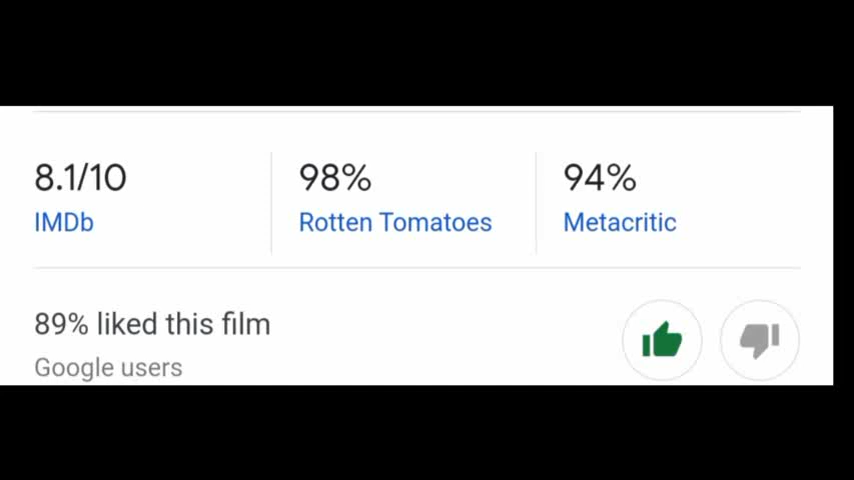 8.1/10 98% 94%
IMDb Rotten Tomatoes Metacritic
89% liked this film
Google users